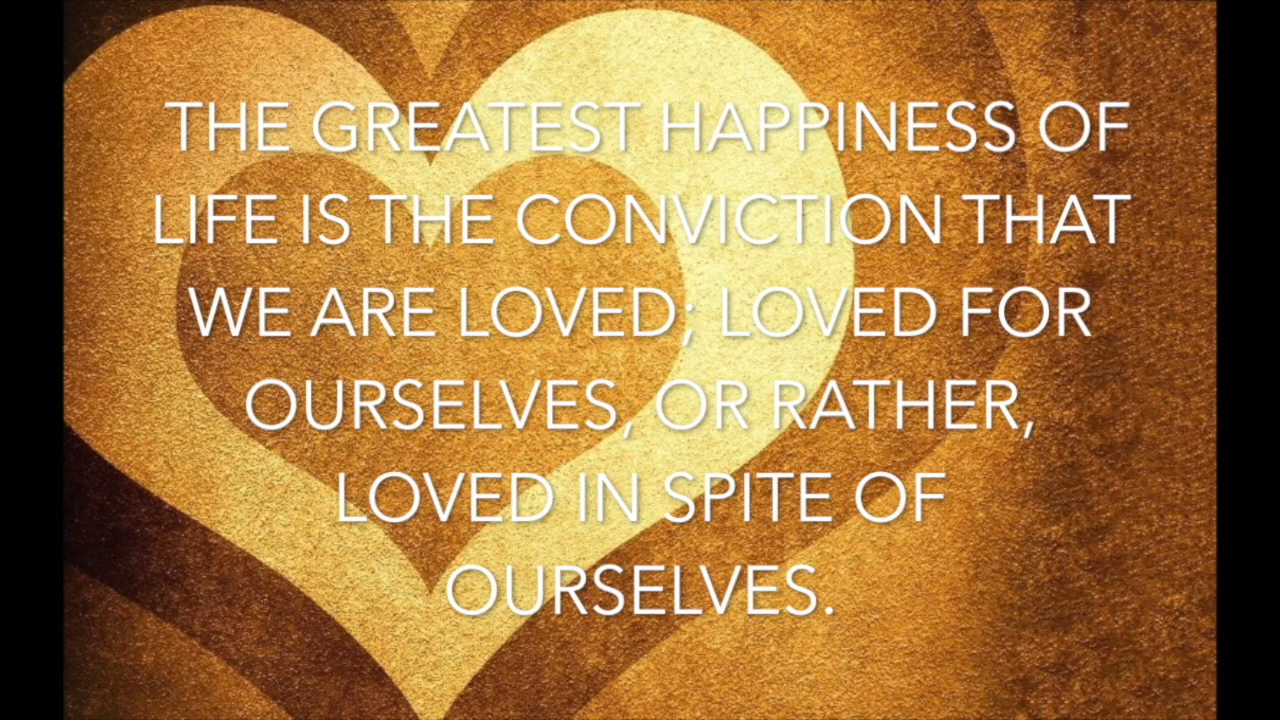 THE GREATEST HAPPINESS OF
LIFE IS THE CONVICTION THAT
WE ARE LOVED; LOVED FOR
OURSELVES, OR RATHER,
LOVED IN SPITE OF
OURSELVES.